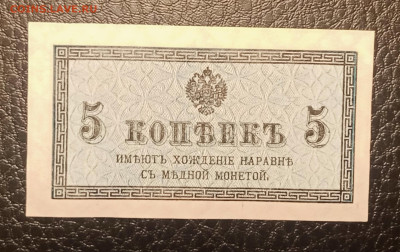 5 КОПѢЕКЪ 5
ИМѢЮТЪ ХОЖДЕНІЕ НАРАВНѢ
СЪ МѢДНОЙ МОНЕТОЙ.